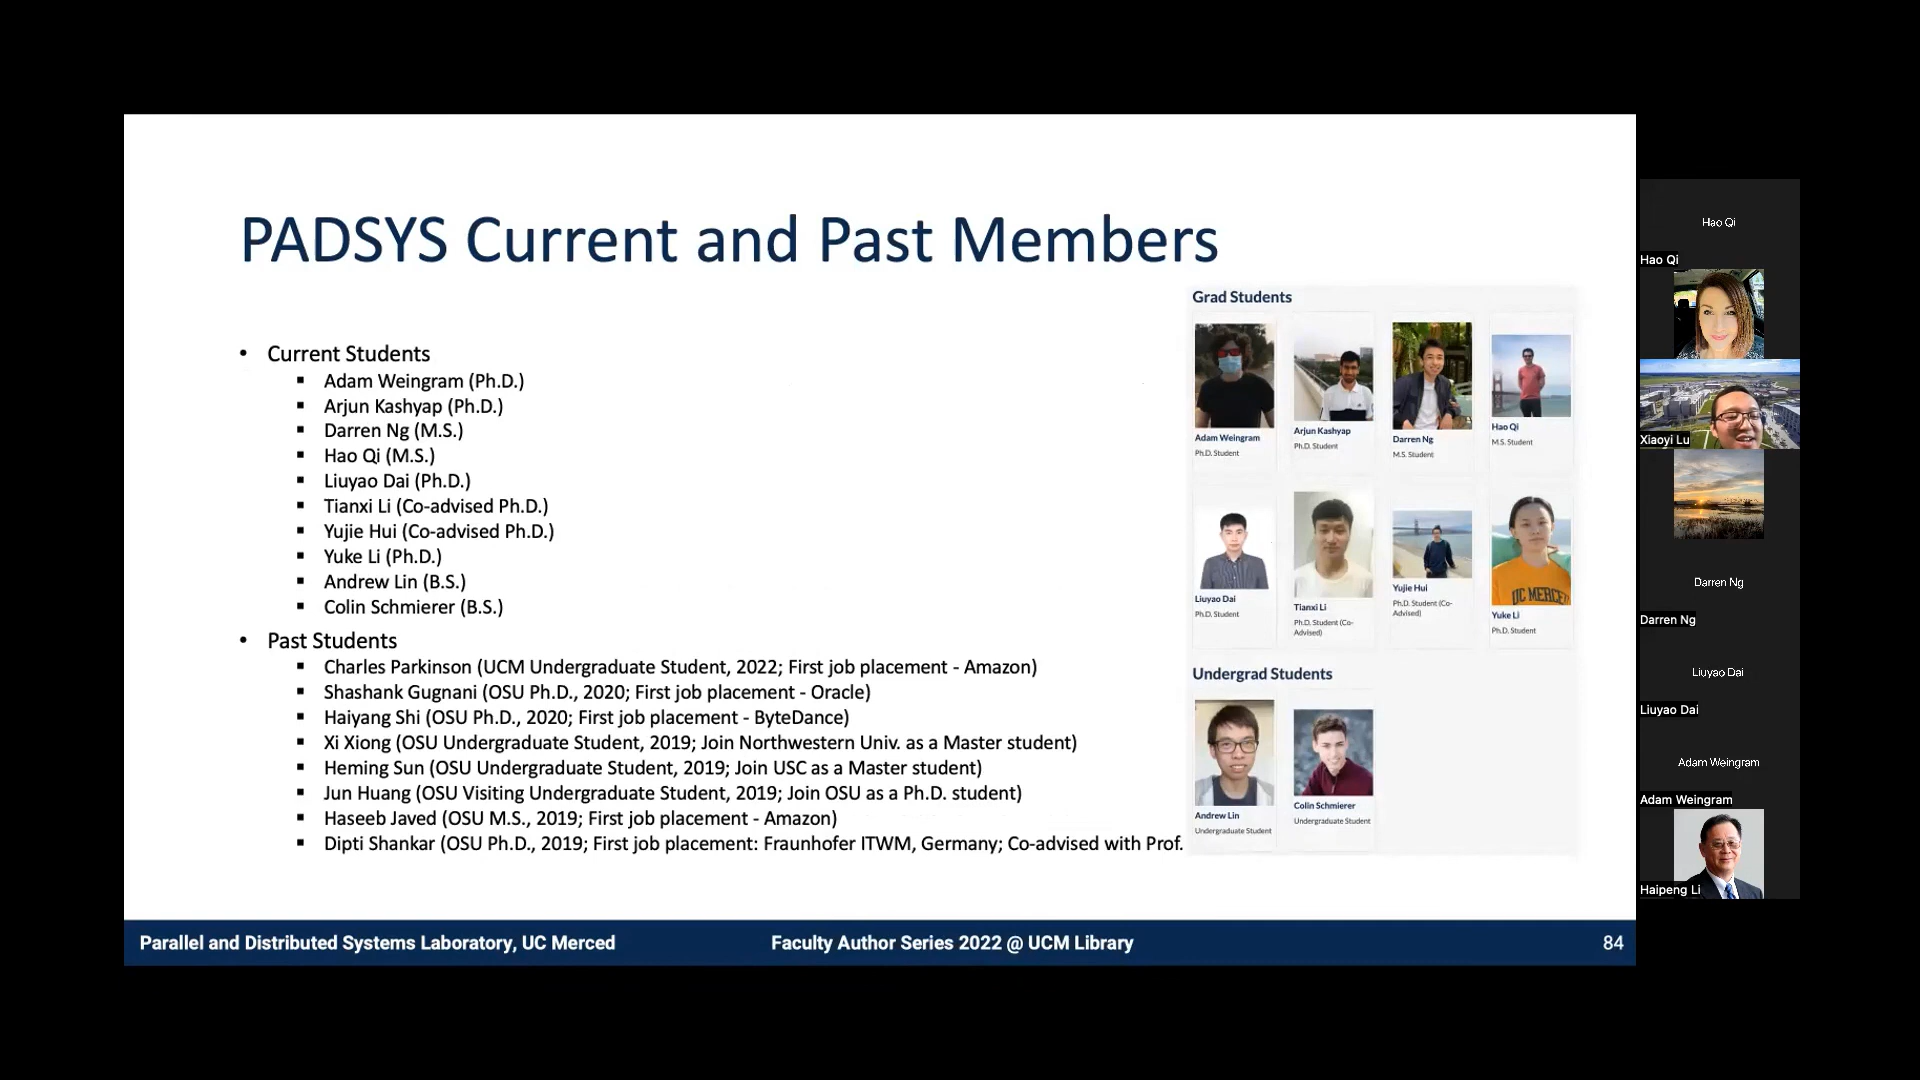 PADSYS Current and Past Members
• Current Students
▪ Adam Weingram (Ph.D.)
▪ Arjun Kashyap (Ph.D.)
▪ Darren Ng (M.S.)
▪ Hao Qi (M.S.)
▪ Liuyao Dai (Ph.D.)
▪ Tianxi Li (Co-advised Ph.D.)
▪ Yujie Hui (Co-advised Ph.D.)
▪ Yuke Li (Ph.D.)
▪ Andrew Lin (B.S.)
▪ Colin Schmierer (B.S.)
• Past Students
▪ Charles Parkinson (UCM Undergraduate Student, 2022; First job placement - Amazon)
▪ Shashank Gugnani (OSU Ph.D., 2020; First job placement - Oracle)
▪ Haiyang Shi (OSU Ph.D., 2020; First job placement - ByteDance)
▪ Xi Xiong (OSU Undergraduate Student, 2019; Join Northwestern Univ. as a Master student)
▪ Heming Sun (OSU Undergraduate Student, 2019; Join USC as a Master student)
▪ Jun Huang (OSU Visiting Undergraduate Student, 2019; Join OSU as a Ph.D. student)
▪ Haseeb Javed (OSU M.S., 2019; First job placement - Amazon)
▪ Dipti Shankar (OSU Ph.D., 2019; First job placement: Fraunhofer ITWM, Germany; Co-advised with Prof.
Grad Students
Adam Weingram
Ph.D. Student
Arjun Kashyap
Ph.D. Student
Darren Ng
M.S. Student
Hao Qi
M.S. Student
Liuyao Dai
Ph.D. Student
Tianxi Li
Ph.D. Student (Co-
Advised)
Yujie Hui
Ph.D. Student (Co-
Advised)
UC MERCED
Yuke Li
Ph.D. Student
Undergrad Students
Andrew Lin
Undergraduate Student
Colin Schmierer
Undergraduate Student
Parallel and Distributed Systems Laboratory, UC Merced
Faculty Author Series 2022 @ UCM Library
84
Hao Qi
Hao Qi
Xiaoyi Lu
Darren Ng
Darren Ng
Liuyao Dai
Liuyao Dai
Adam Weingram
Adam Weingram
Haipeng Li